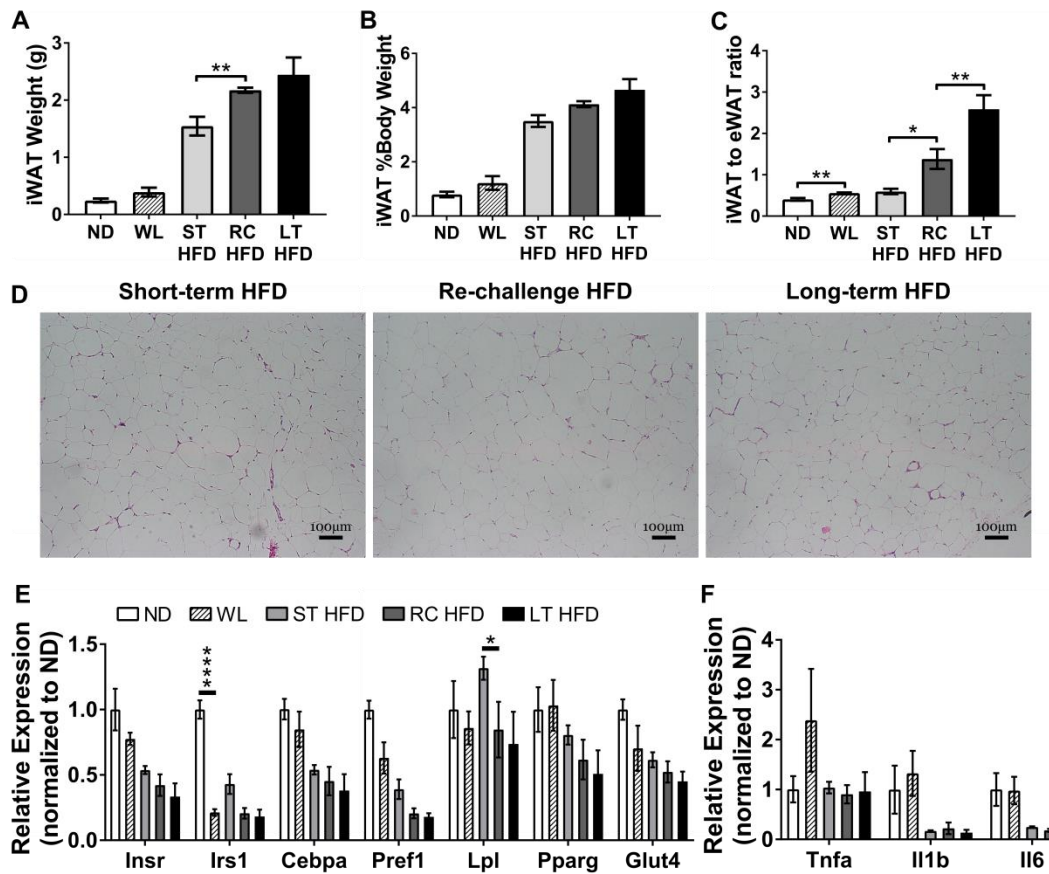 A
iWAT Weight (g)
3
2
1
0
**
ND WL ST HFD RC HFD LT HFD
B
iWAT %Body Weight
6
4
2
0
ND WL ST HFD RC HFD LT HFD
C
iWAT to eWAT ratio
4
3
2
1
0
**
*
**
ND WL ST HFD RC HFD LT HFD
D
Short-term HFD Re-challenge HFD Long-term HFD
100µm 100µm 100µm
E
ND WL ST HFD RC HFD LT HFD
Relative Expression
(normalized to ND)
1.5
1.0
0.5
0.0
****
*
Insr Irs1 Cebpa Pref1 Lpl Pparg Glut4
F
Relative Expression
(normalized to ND)
4
3
2
1
0
Tnfa Il1b Il6